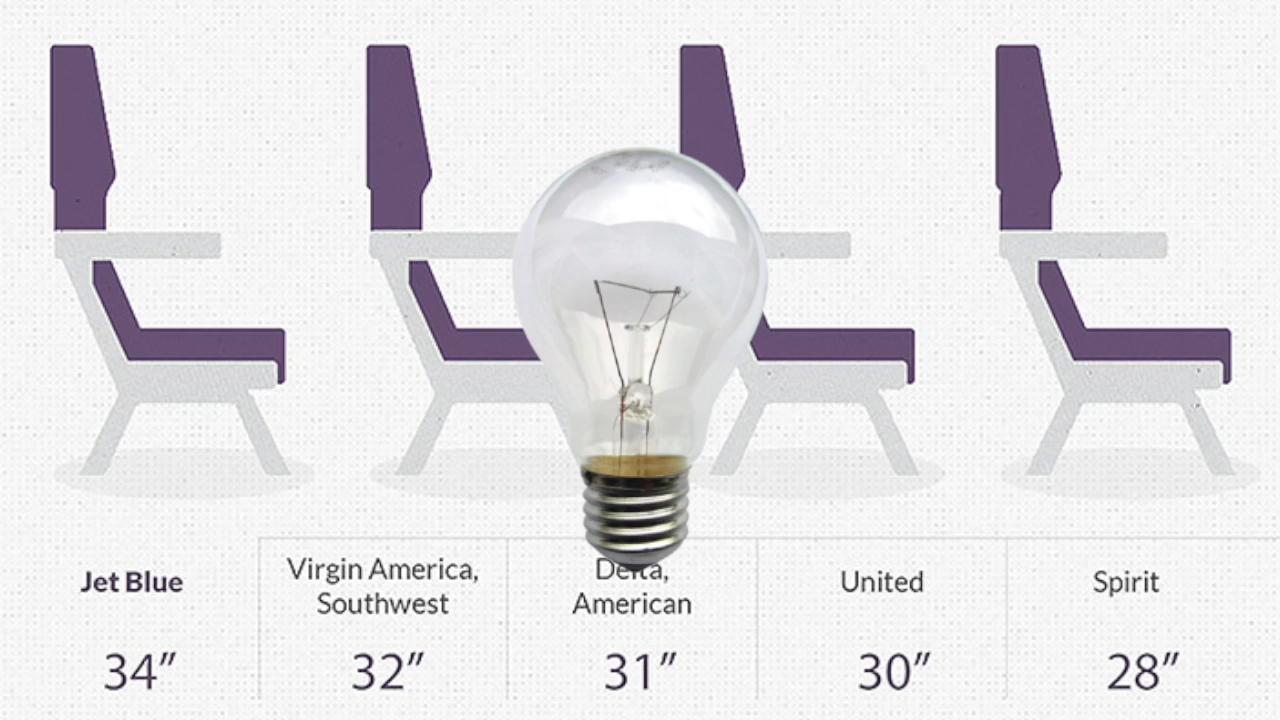 Jet Blue
34″
Virgin America,
Southwest
32″
Delta,
American
31″
United
30″
Spirit
28″